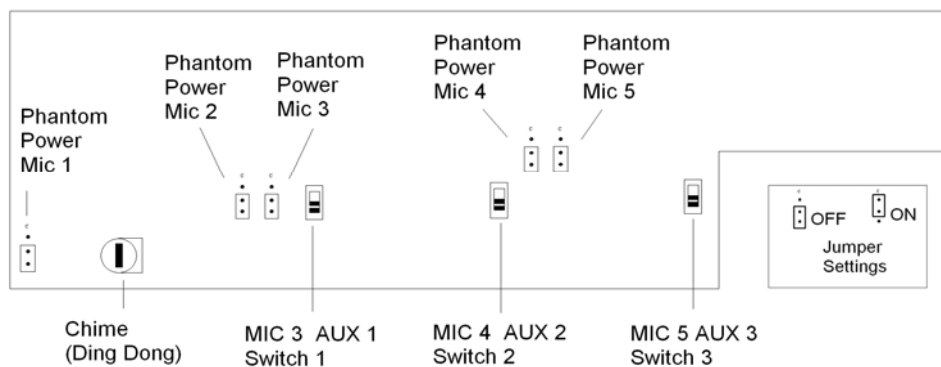 Phantom
Power
Mic 1
Phantom
Power
Mic 2
Phantom
Power
Mic 3
Phantom
Power
Mic 4
Phantom
Power
Mic 5
c
c
c
c
c
c
c
OFF
ON
Jumper
Settings
Chime
(Ding Dong)
MIC 3 AUX 1
Switch 1
MIC 4 AUX 2
Switch 2
MIC 5 AUX 3
Switch 3